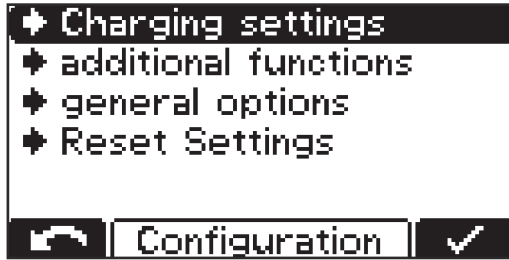 Charging settings
additional functions
general options
Reset Settings
Configuration